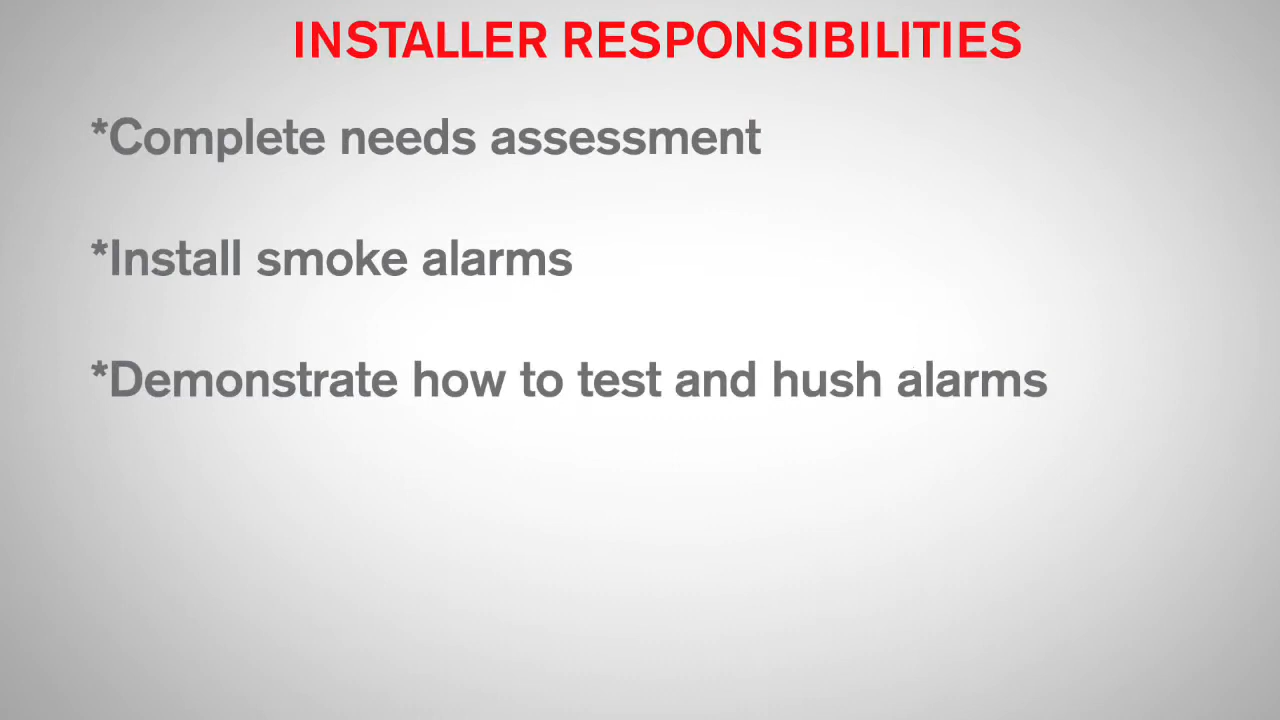 INSTALLER RESPONSIBILITIES
*Complete needs assessment
*Install smoke alarms
*Demonstrate how to test and hush alarms